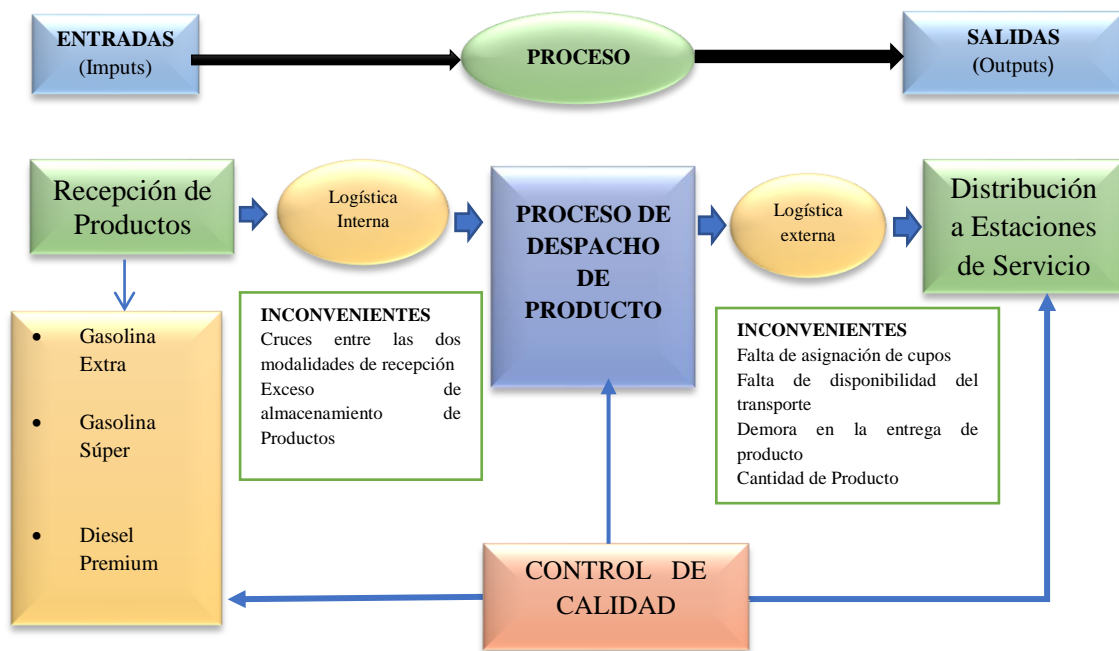 ENTRADAS
(Imputs)
PROCESO
SALIDAS
(Outputs)
Recepción de
Productos
Logística
Interna
PROCESO DE
DESPACHO
DE
PRODUCTO
Logística
externa
Distribución
a Estaciones
de Servicio
• Gasolina
Extra
• Gasolina
Súper
• Diesel
Premium
INCONVENIENTES
Cruces entre las dos
modalidades de recepción
Exceso de
almacenamiento de
Productos
INCONVENIENTES
Falta de asignación de cupos
Falta de disponibilidad del
transporte
Demora en la entrega de
producto
Cantidad de Producto
CONTROL DE
CALIDAD